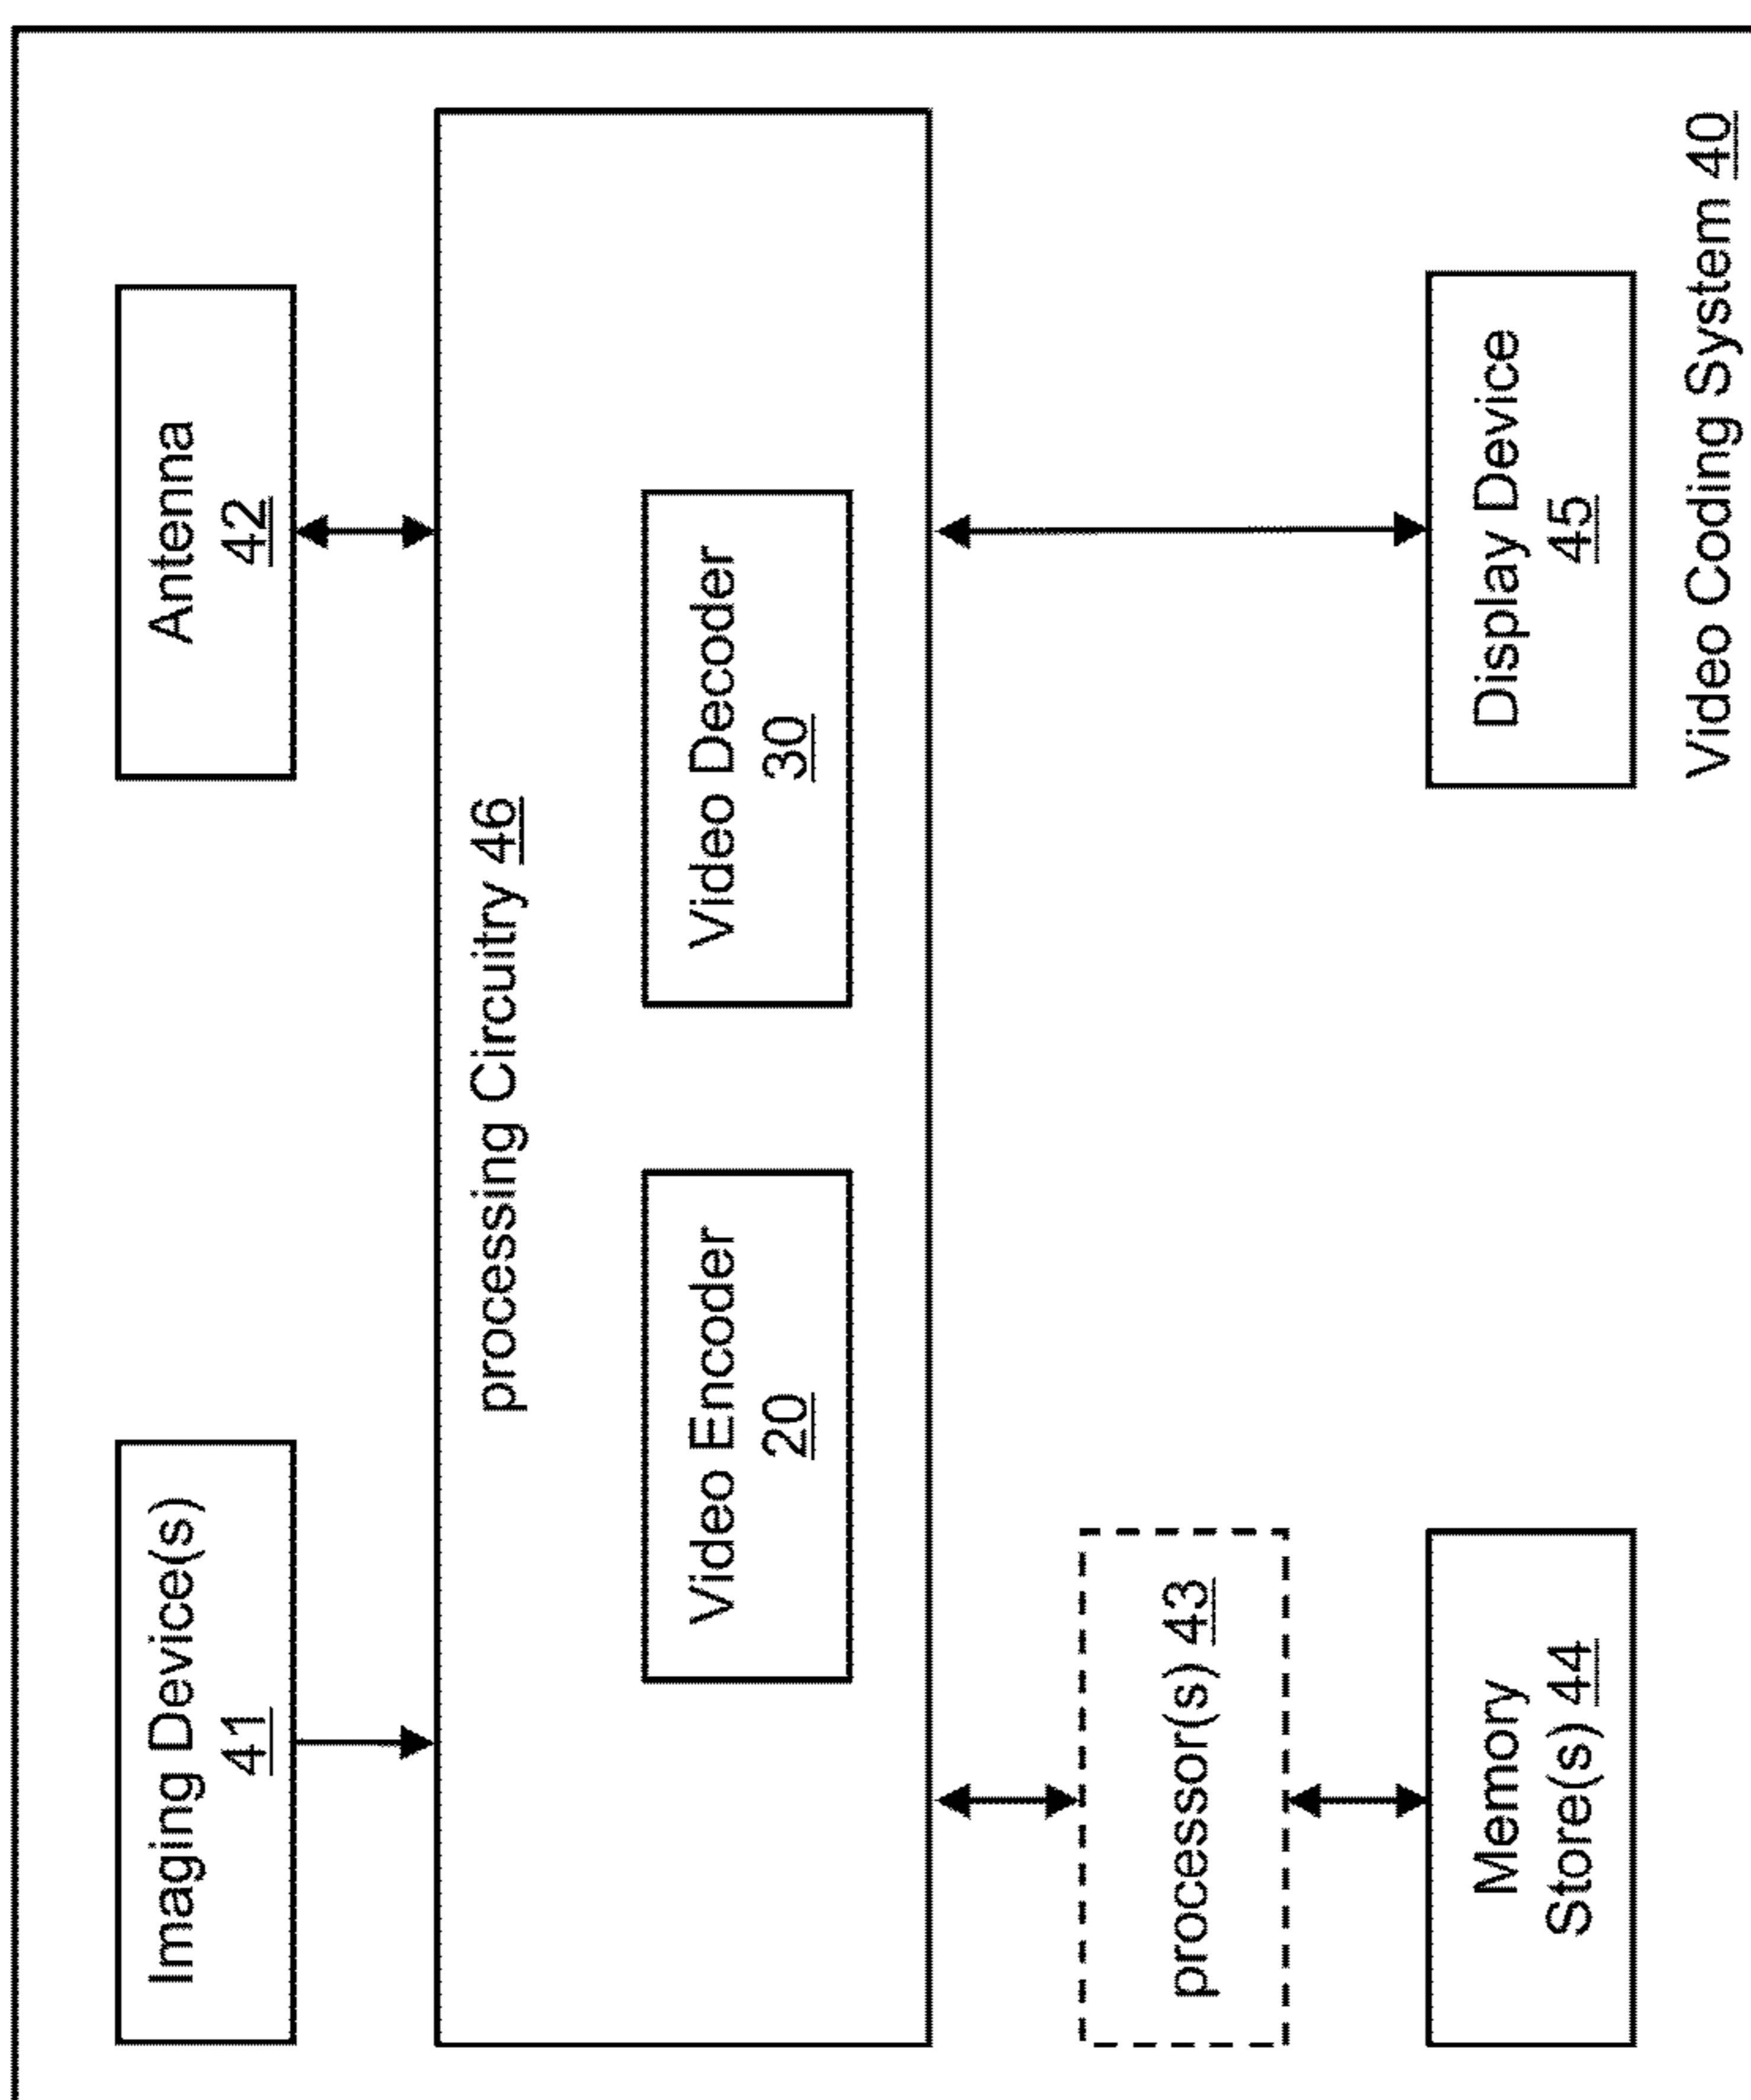 Imaging Device(s)
41
Antenna
42
processing Circuitry 46
Video Encoder
20
Video Decoder
30
processor(s) 43
Memory
Store(s) 44
Display Device
45
Video Coding System 40